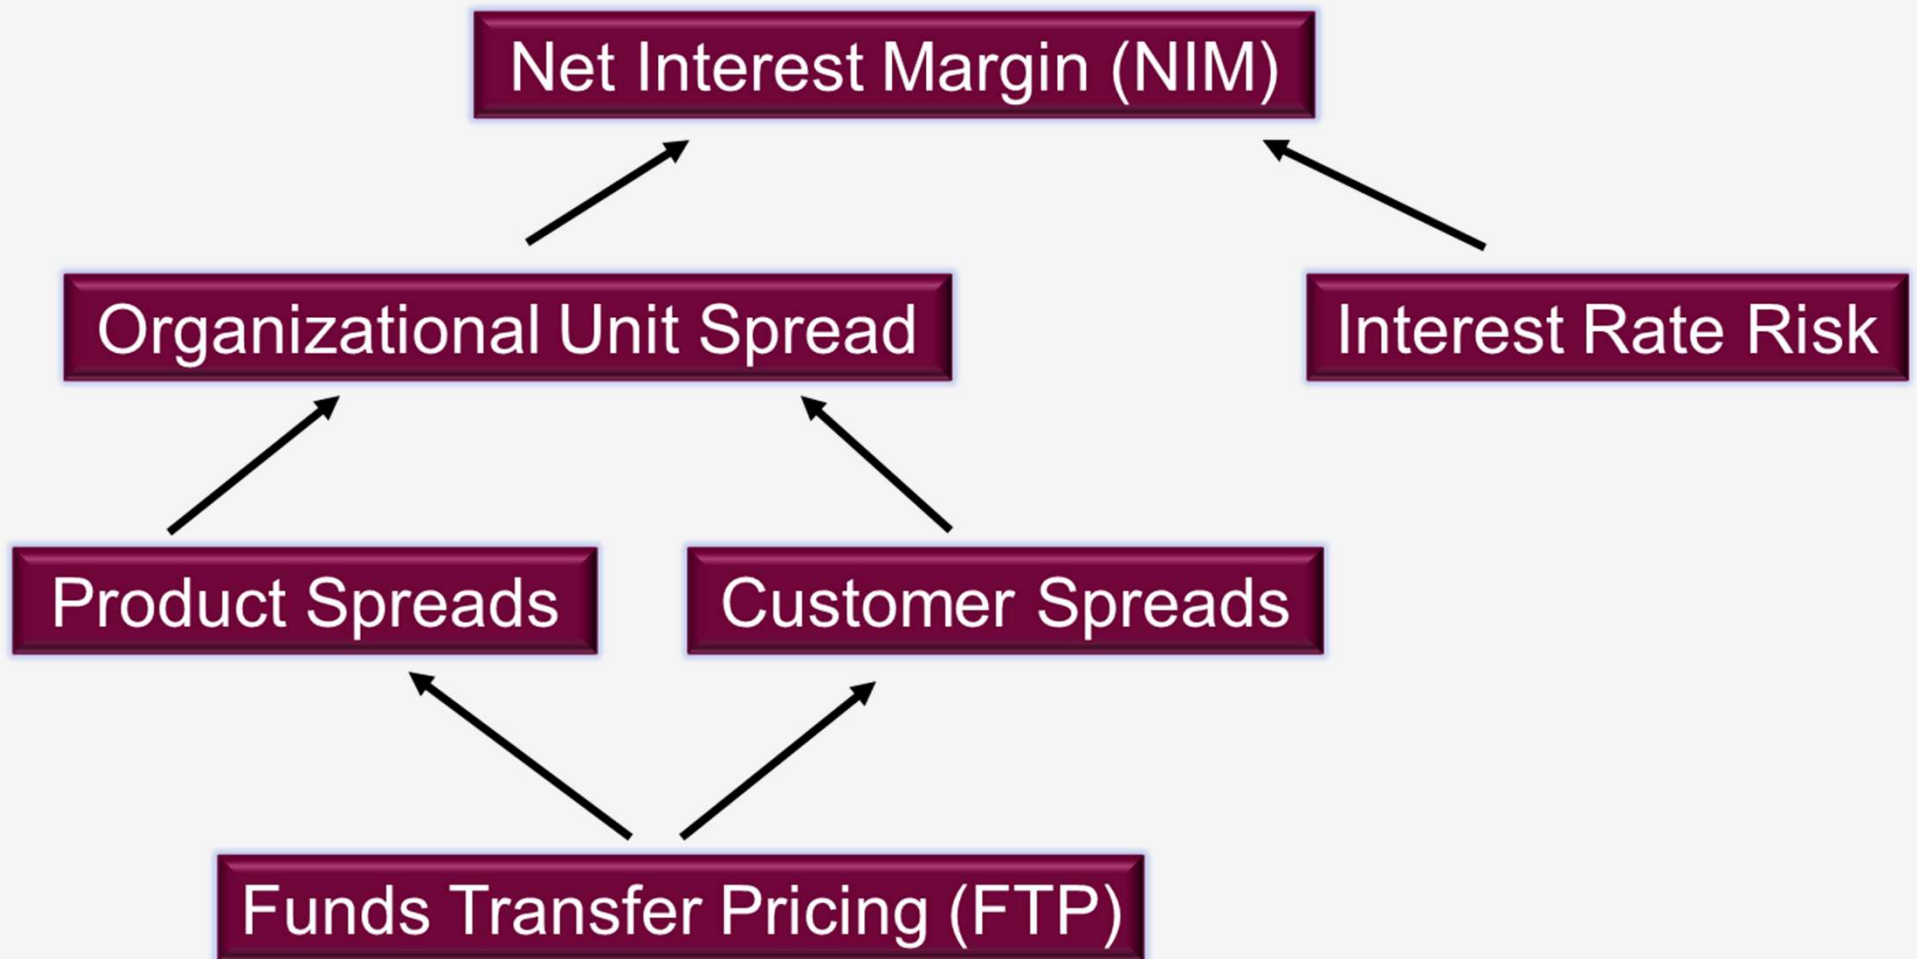 Net Interest Margin (NIM)
Organizational Unit Spread
Interest Rate Risk
Product Spreads
Customer Spreads
Funds Transfer Pricing (FTP)